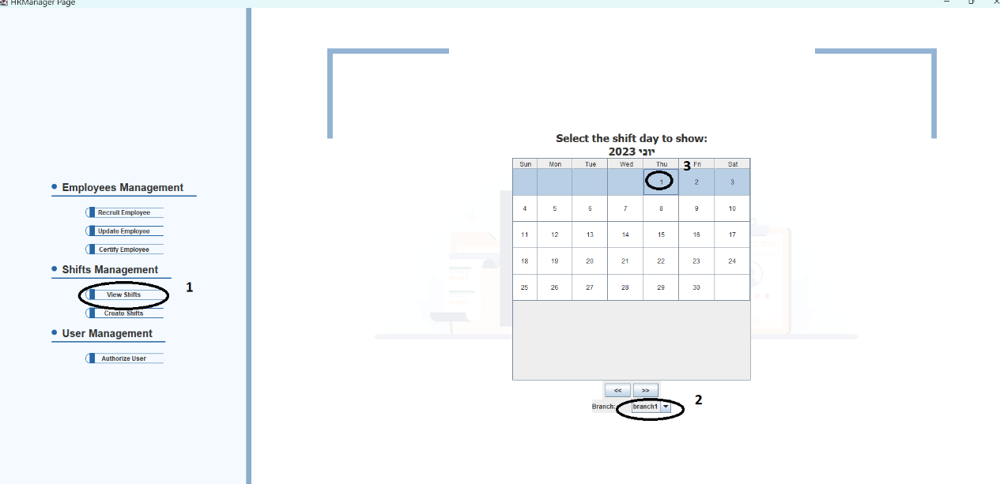 HRManager Page
Employees Management
Recruit Employee
Update Employee
Certify Employee
Shifts Management
View Shifts
1
Create Shifts
User Management
Authorize User
Select the shift day to show:
יוני 2023
Sun Mon Tue Wed Thu Fri Sat
3
1 2 3
4 5 6 7 8 9 10
11 12 13 14 15 16 17
18 19 20 21 22 23 24
25 26 27 28 29 30
<< >>
Branch: branch1
2